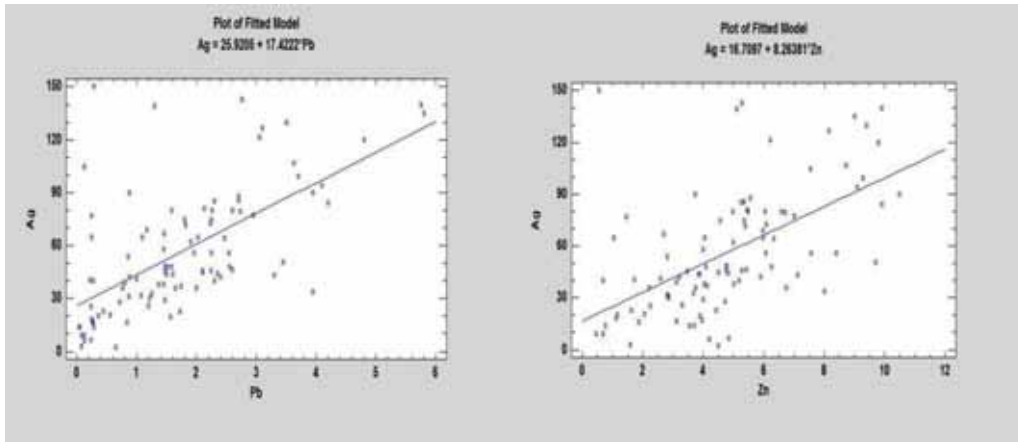 Plot of Fitted Model
Ag = 25.9205 + 17.4222*Pb
150
120
90
60
30
0
Ag
0 1 2 3 4 5 6
Pb
Plot of Fitted Model
Ag = 16.7097 + 8.26381*Zn
150
120
90
60
30
0
Ag
0 2 4 6 8 10 12
Zn